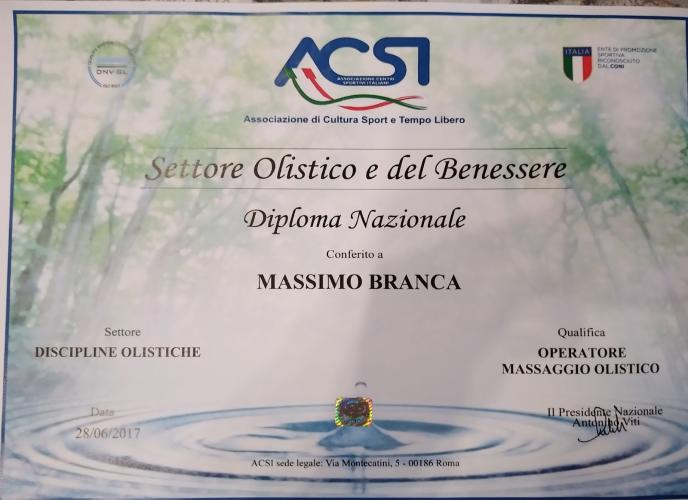 DNV·GL
ACSI
ASSOCIAZIONE CENTRI
SPORTIVI ITALIANI
Associazione di Cultura Sport e Tempo Libero
ITALIA
ENTE DI PROMOZIONE
SPORTIVA
RICONOSCIUTO
DAL CONI
Settore Olistico e del Benessere
Diploma Nazionale
Conferito a
MASSIMO BRANCA
Settore
DISCIPLINE OLISTICHE
Qualifica
OPERATORE
MASSAGGIO OLISTICO
Data
28/06/2017
Il Presidente Nazionale
Viti
ACSI sede legale: Via Montecatini, 5 - 00186 Roma